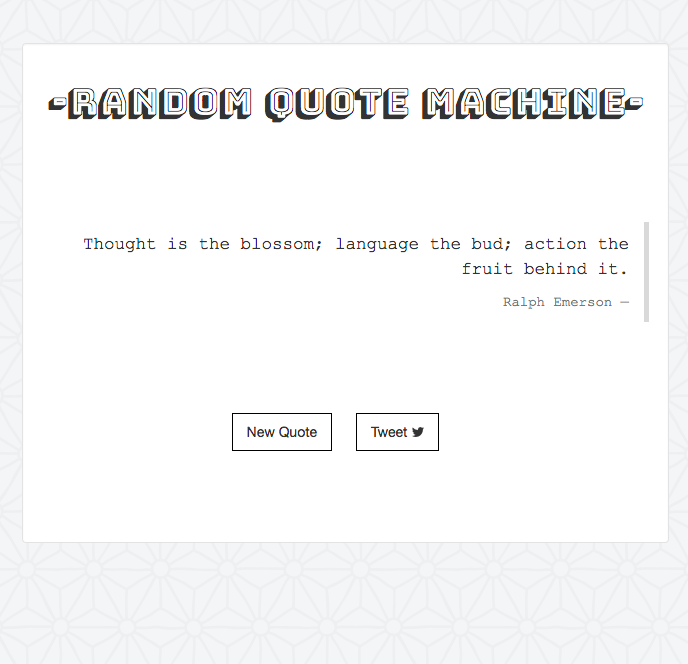 -RANDOM QUOTE MACHINE-
Thought is the blossom; language the bud; action the
fruit behind it.
Ralph Emerson —
New Quote
Tweet